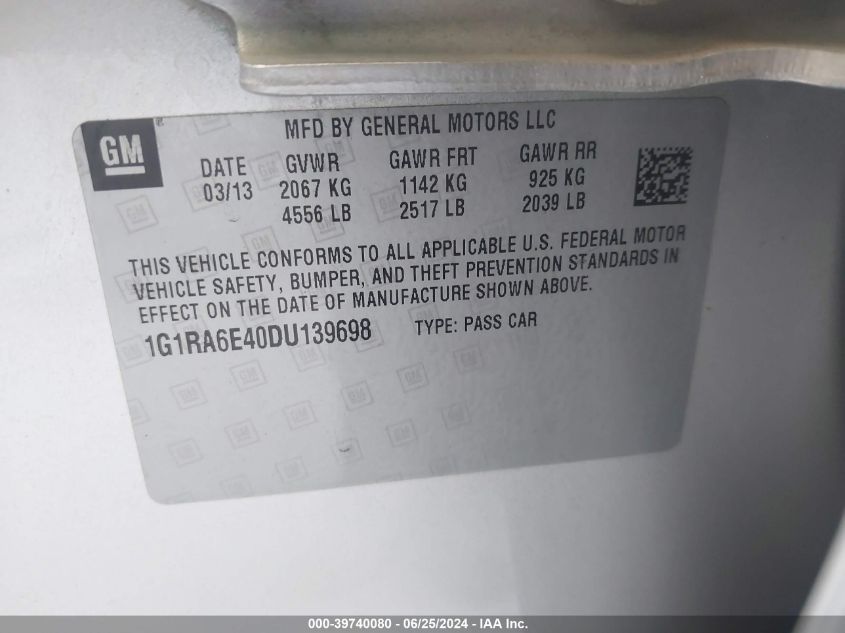 GM
MFD BY GENERAL MOTORS LLC
DATE GVWR GAWR FRT GAWR RR
03/13 2067 KG 1142 KG 925 KG
4556 LB 2517 LB 2039 LB
THIS VEHICLE CONFORMS TO ALL APPLICABLE U.S. FEDERAL MOTOR
VEHICLE SAFETY, BUMPER, AND THEFT PREVENTION STANDARDS IN
EFFECT ON THE DATE OF MANUFACTURE SHOWN ABOVE.
1G1RA6E40DU139698 TYPE: PASS CAR
000-39740080 - 06/25/2024 - IAA Inc.